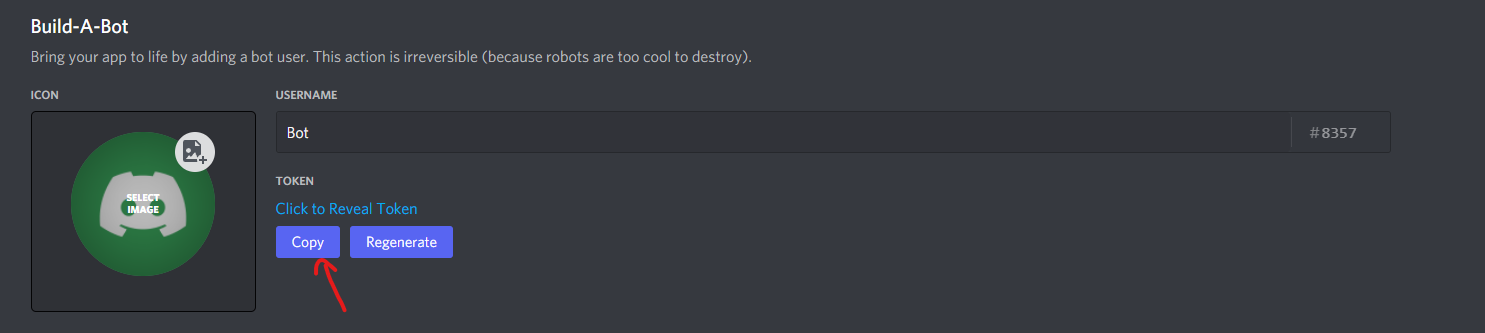 Build-A-Bot
Bring your app to life by adding a bot user. This action is irreversible (because robots are too cool to destroy).
ICON
USERNAME
SELECT
IMAGE
Bot
#8357
TOKEN
Click to Reveal Token
Copy
Regenerate